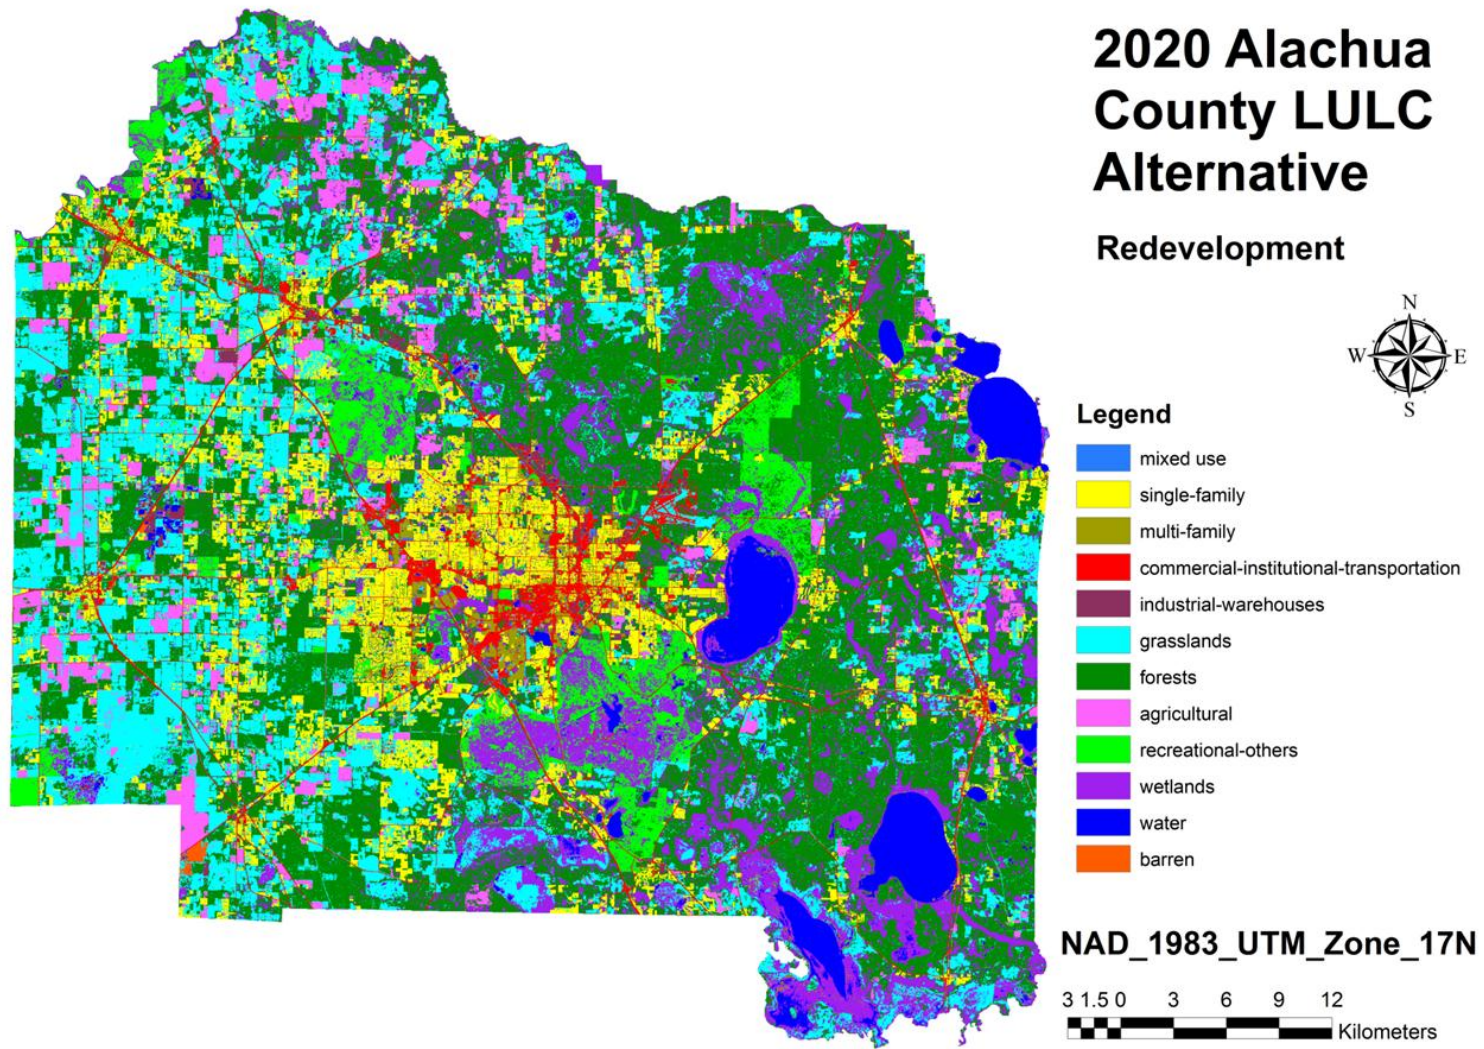 2020 Alachua
County LULC
Alternative
Redevelopment
N
W E
S
Legend
mixed use
single-family
multi-family
commercial-institutional-transportation
industrial-warehouses
grasslands
forests
agricultural
recreational-others
wetlands
water
barren
NAD_1983_UTM_Zone_17N
3 1.5 0 3 6 9 12
Kilometers